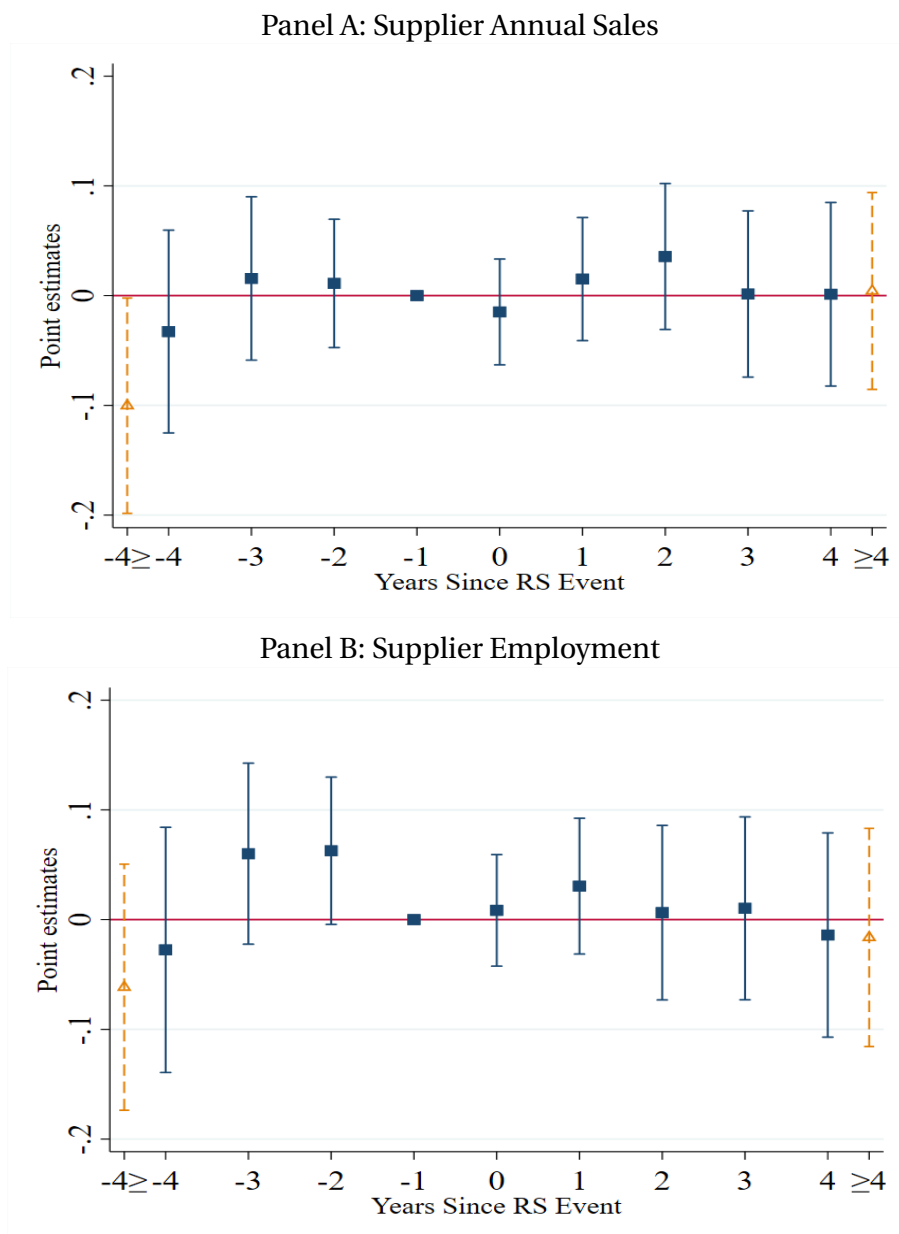 Panel A: Supplier Annual Sales
Point estimates
.2
.1
0
-.1
-.2
-4≥ -4 -3 -2 -1 0 1 2 3 4 ≥4
Years Since RS Event
Panel B: Supplier Employment
Point estimates
.2
.1
0
-.1
-.2
-4≥ -4 -3 -2 -1 0 1 2 3 4 ≥4
Years Since RS Event